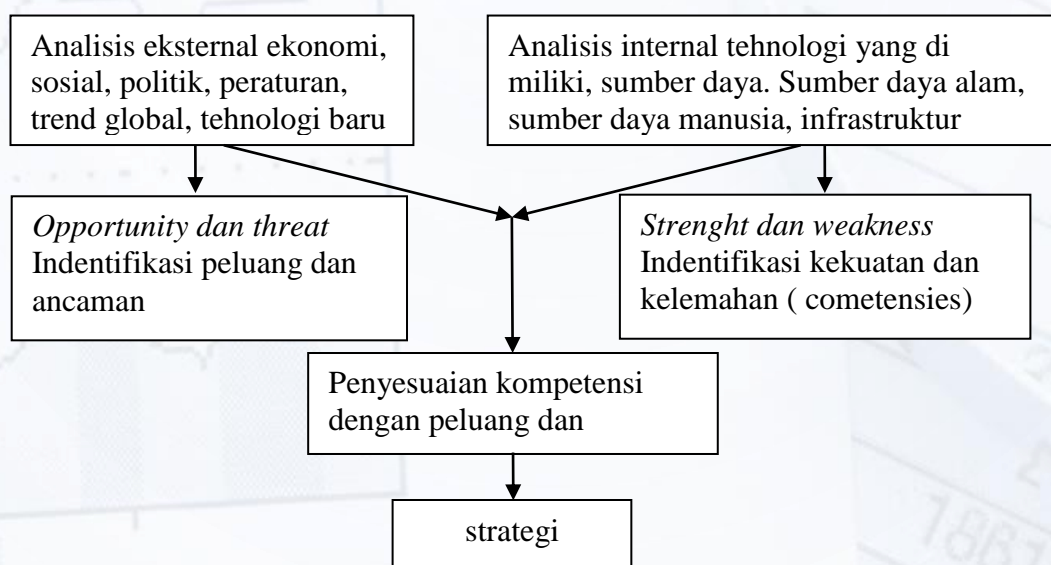 Analisis eksternal ekonomi,
sosial, politik, peraturan,
trend global, tehnologi baru
Analisis internal tehnologi yang di
miliki, sumber daya. Sumber daya alam,
sumber daya manusia, infrastruktur
Opportunity dan threat
Indentifikasi peluang dan
ancaman
Strenght dan weakness
Indentifikasi kekuatan dan
kelemahan ( cometensies)
Penyesuaian kompetensi
dengan peluang dan
strategi